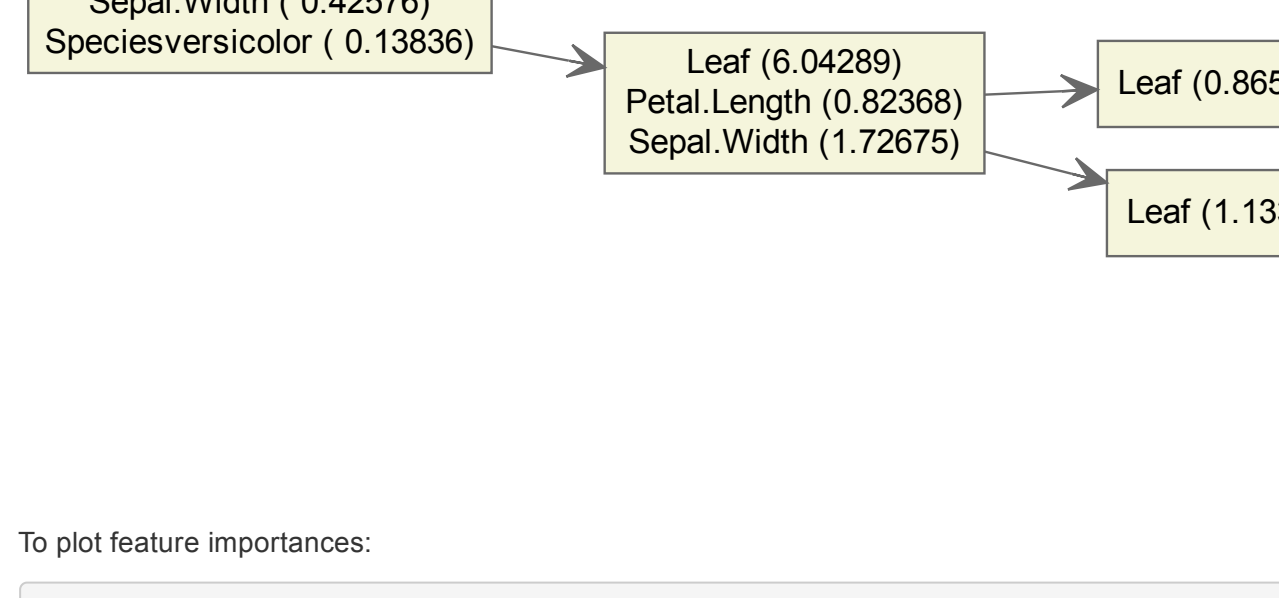 Sepal.Width ( 0.42576)
Speciesversicolor ( 0.13836)
Leaf (6.04289)
Petal.Length (0.82368)
Sepal.Width (1.72675)
Leaf (0.865
Leaf (1.13
To plot feature importances: